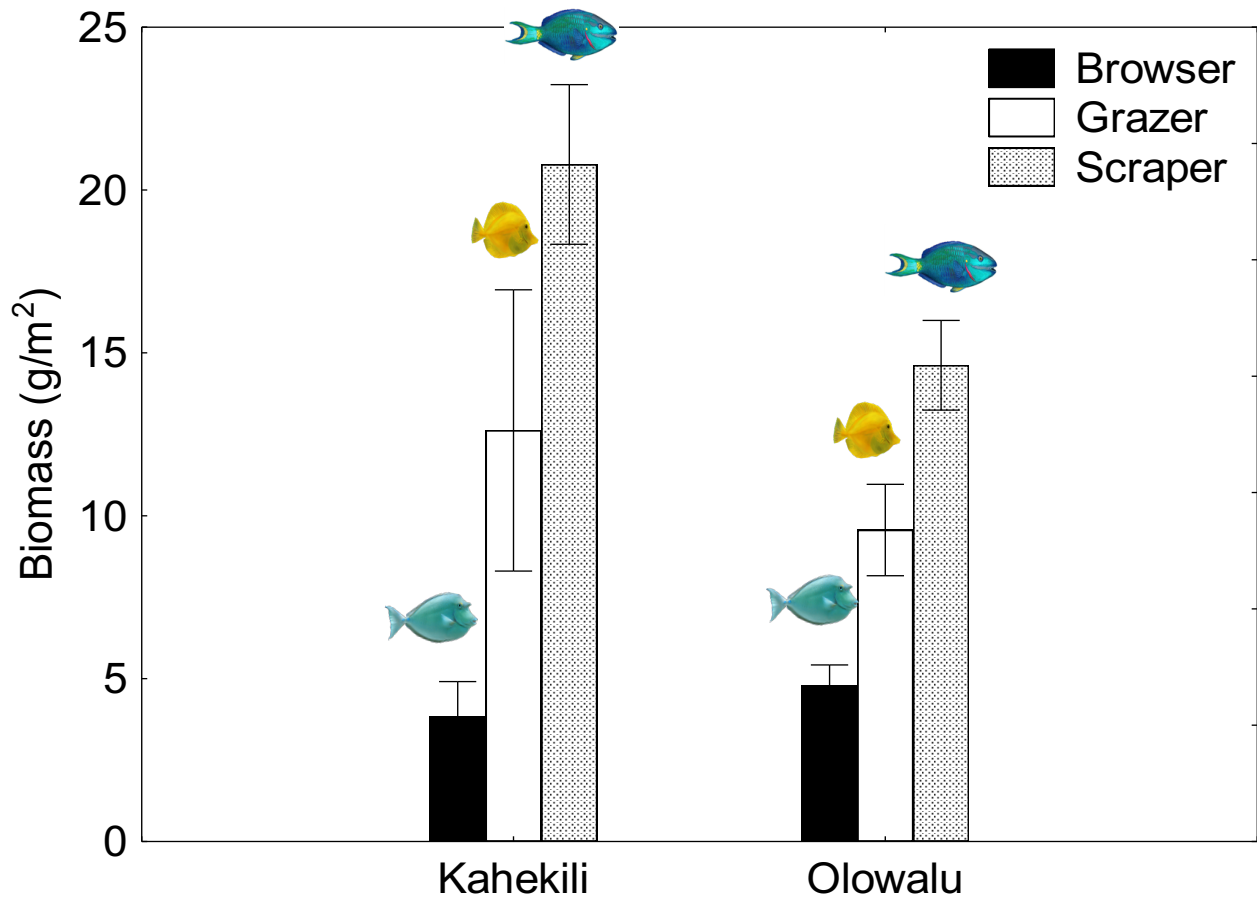 25
20
15
10
5
0
Biomass (g/m²)
Browser
Grazer
Scraper
Kahekili
Olowalu